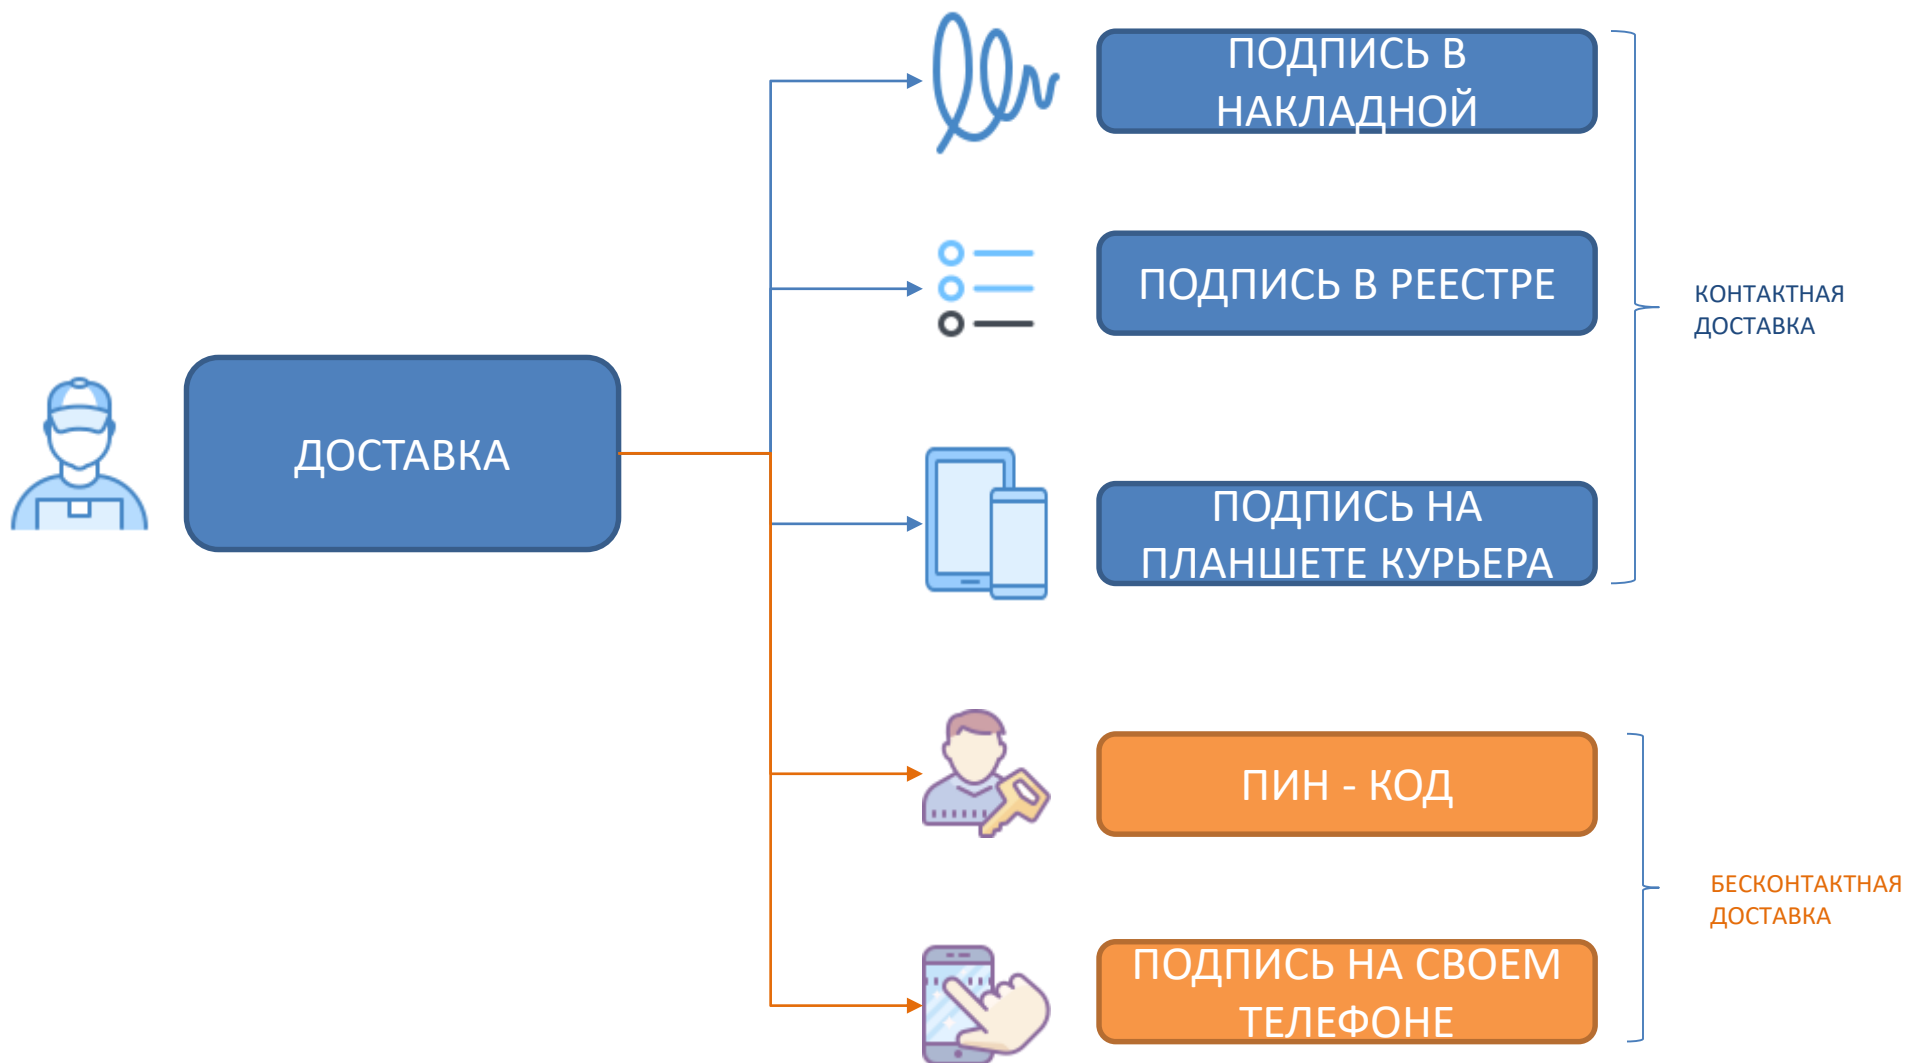 ПОДПИСЬ В
НАКЛАДНОЙ
ПОДПИСЬ В РЕЕСТРЕ
КОНТАКТНАЯ
ДОСТАВКА
ДОСТАВКА
ПОДПИСЬ НА
ПЛАНШЕТЕ КУРЬЕРА
ПИН - КОД
БЕСКОНТАКТНАЯ
ДОСТАВКА
ПОДПИСЬ НА СВОЕМ
ТЕЛЕФОНЕ